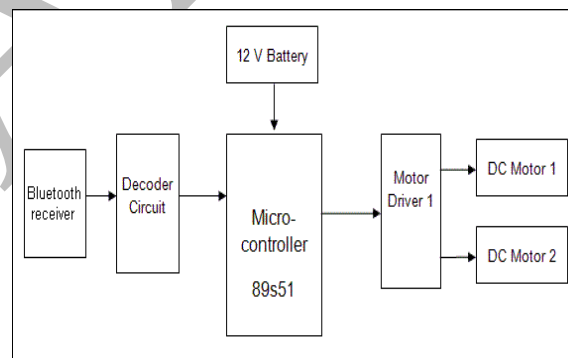 12 V Battery
Bluetooth
receiver
Decoder
Circuit
Micro-
controller
89s51
Motor
Driver 1
DC Motor 1
DC Motor 2